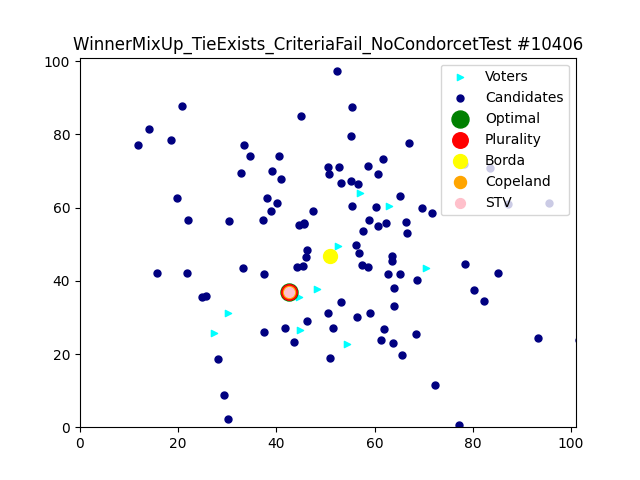 WinnerMixUp_TieExists_CriteriaFail_NoCondorcetTest #10406
100
80
60
40
20
0
0 20 40 60 80 100
Voters
Candidates
Optimal
Plurality
Borda
Copeland
STV